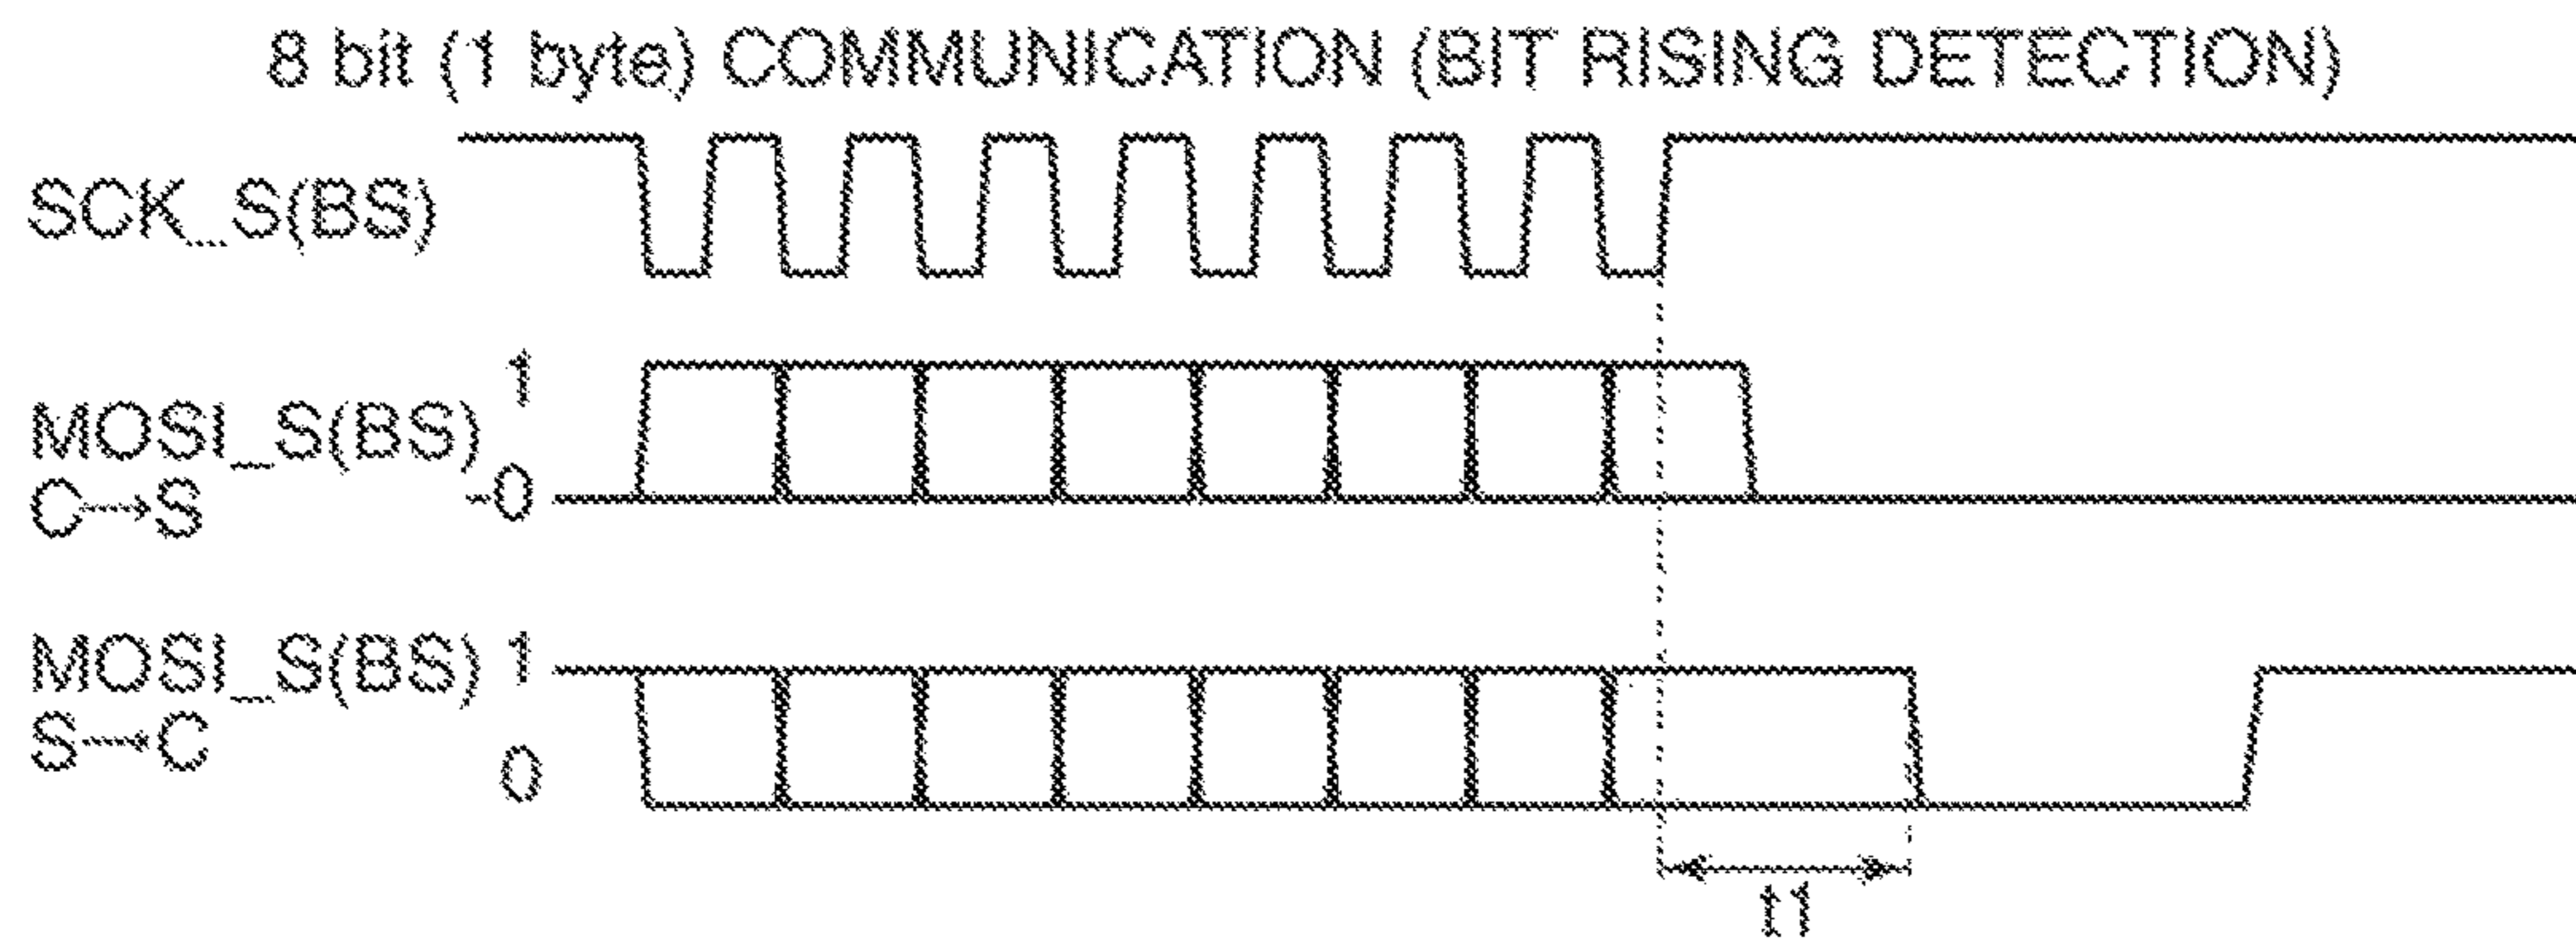 8 bit (1 byte) COMMUNICATION (BIT RISING DETECTION)
SCK_S(BS)
1
MOSI_S(BS)
C→S
0
MOSI_S(BS) 1
S→C
0
t1